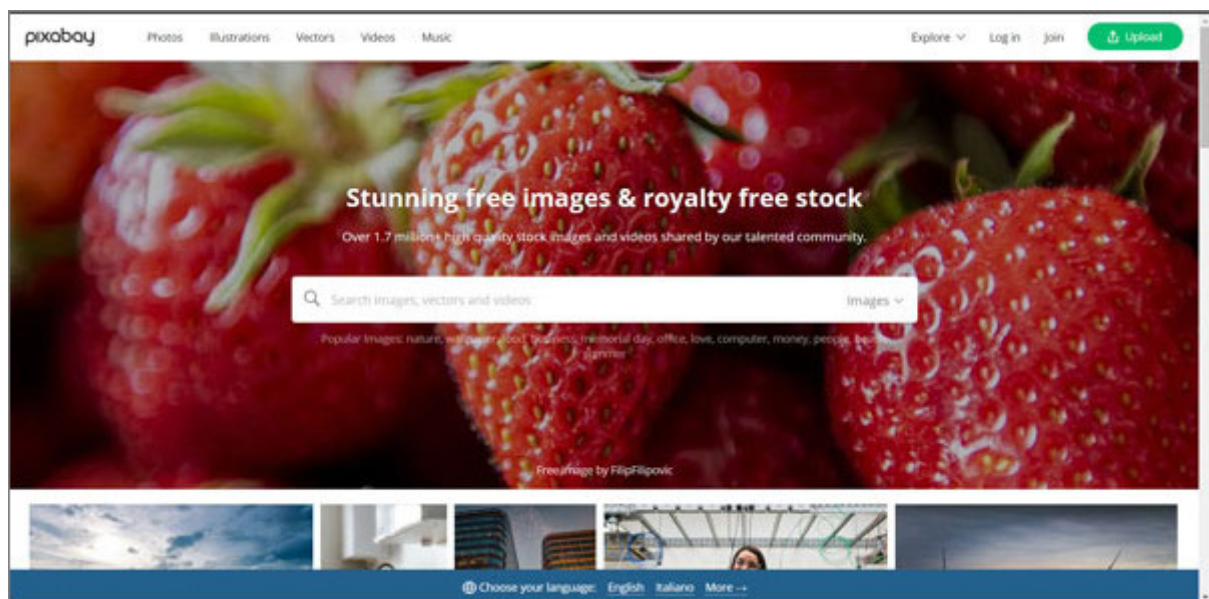 pixabay
Photos Illustrations Vectors Videos Music
Explore Log in Join Upload
Stunning free images & royalty free stock
Over 1.7 million+ high quality stock images and videos shared by our talented community.
Search images, vectors and videos
Images
Popular Images: nature, wallpaper, food, business, memorial day, office, love, computer, money, people, beauty,
summer
Free image by FilipFilipovic
Choose your language: English Italiano More →